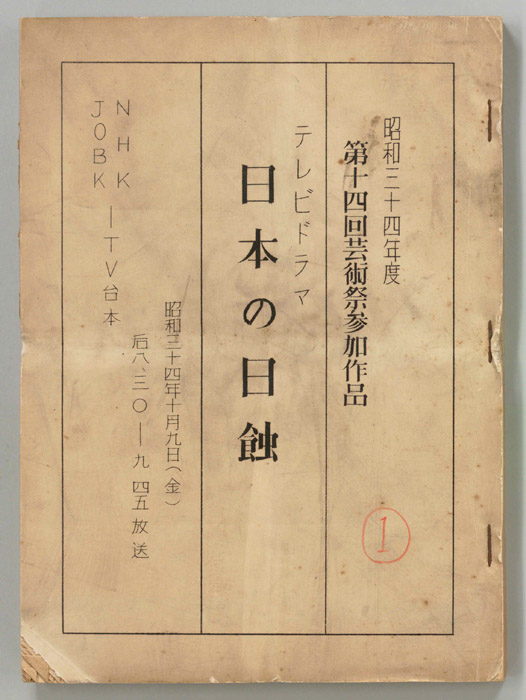 昭和三十四年度
第十四回芸術祭参加作品
①
テレビドラマ
日本の日蝕
昭和三四年十月九日(金)
后八、三〇―九 四五放送
NHK
JOBK―TV台本